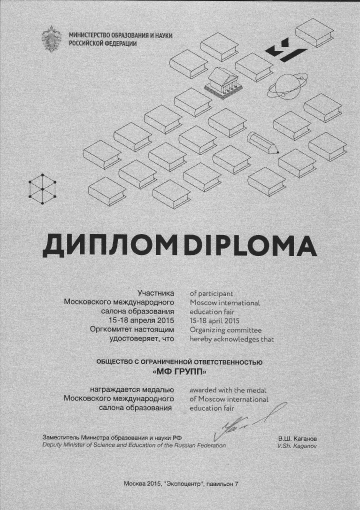 МИНИСТЕРСТВО ОБРАЗОВАНИЯ И НАУКИ
РОССИЙСКОЙ ФЕДЕРАЦИИ
ДИПЛОМ DIPLOMA
Участника of participant
Московского международного Moscow international
салона образования education fair
15-18 апреля 2015 15-18 april 2015
Оргкомитет настоящим Organizing committee
удостоверяет, что hereby acknowledges that
ОБЩЕСТВО С ОГРАНИЧЕННОЙ ОТВЕТСТВЕННОСТЬЮ
«МФ ГРУПП»
награждается медалью awarded with the medal
Московского международного of Moscow international
салона образования education fair
Заместитель Министра образования и науки РФ В.Ш. Каганов
Deputy Minister of Science and Education of the Russian Federation V.Sh. Kaganov
Москва 2015, "Экспоцентр", павильон 7